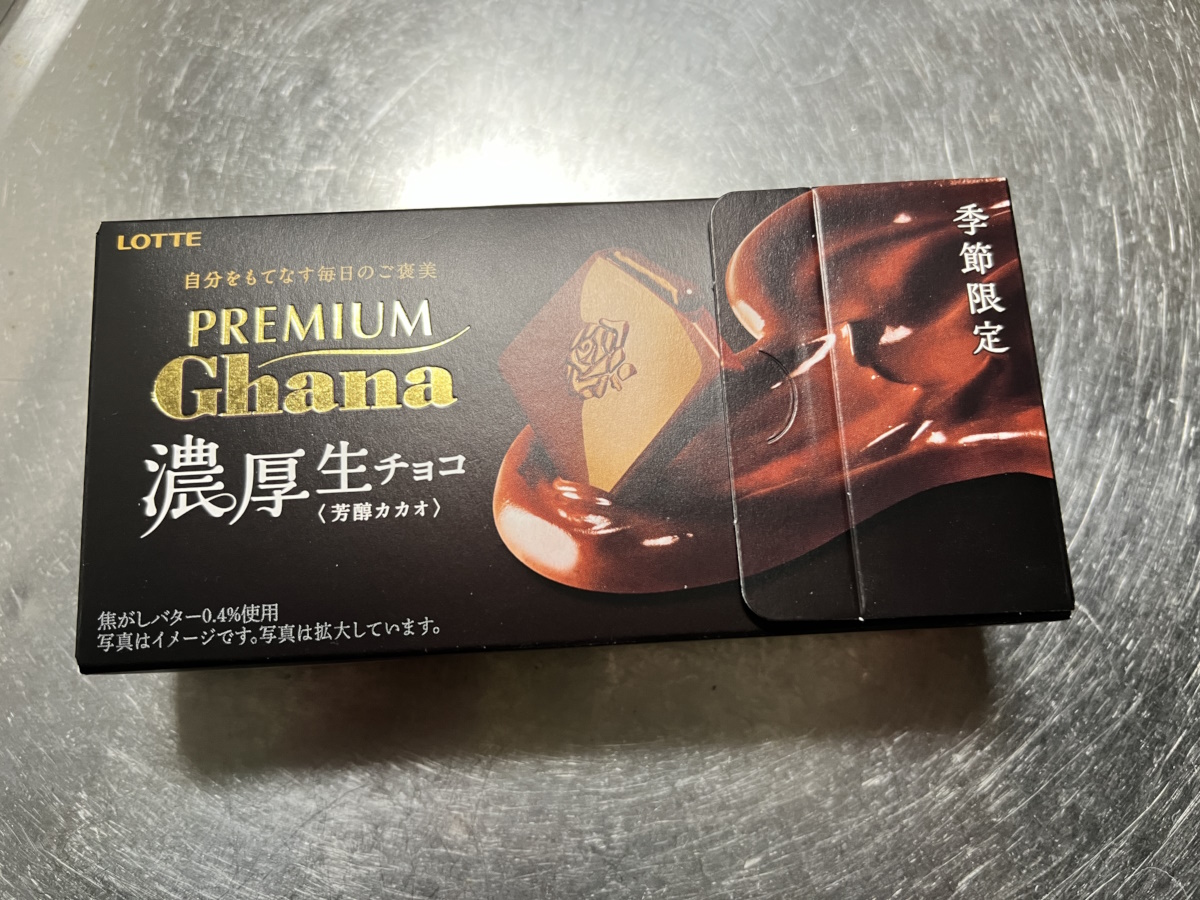 LOTTE
自分をもてなす毎日のご褒美
PREMIUM
Ghana
濃厚生チョコ
〈芳醇カカオ〉
焦がしバター0.4%使用
写真はイメージです。写真は拡大しています。
季節限定